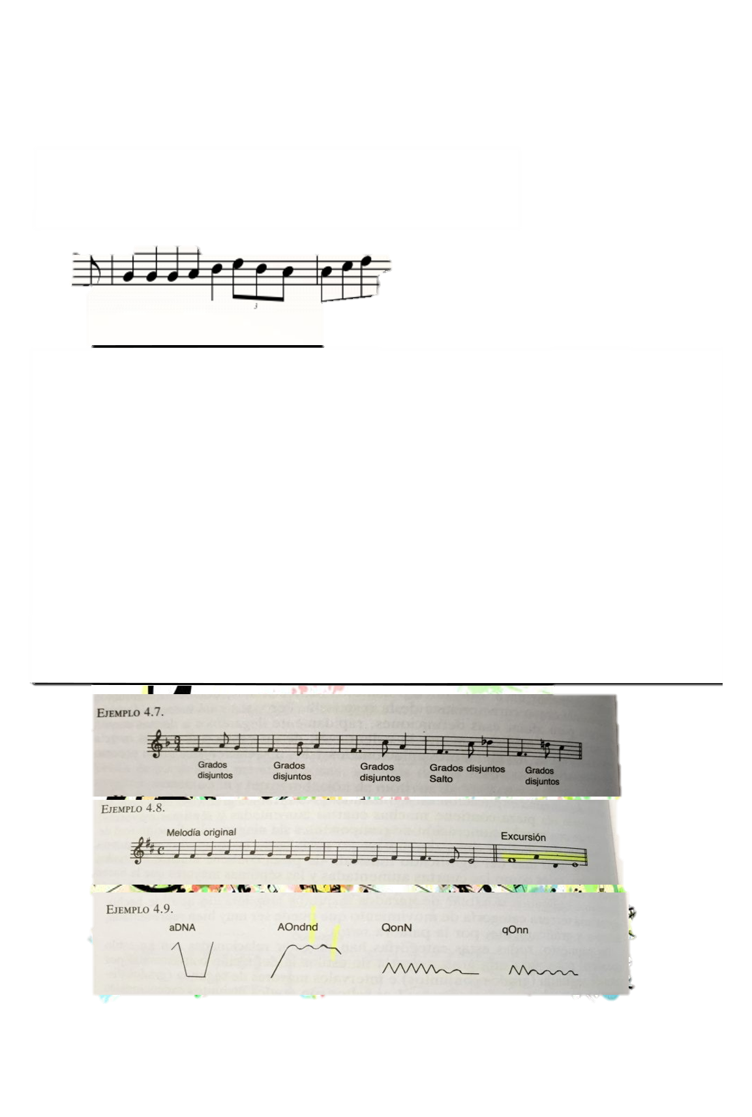 3
EJEMPLO 4.7.
Grados disjuntos
Grados disjuntos
Grados disjuntos
Grados disjuntos Salto
Grados disjuntos
EJEMPLO 4.8.
Melodía original
Excursión
EJEMPLO 4.9.
aDNA
AOndnd
QonN
qOnn